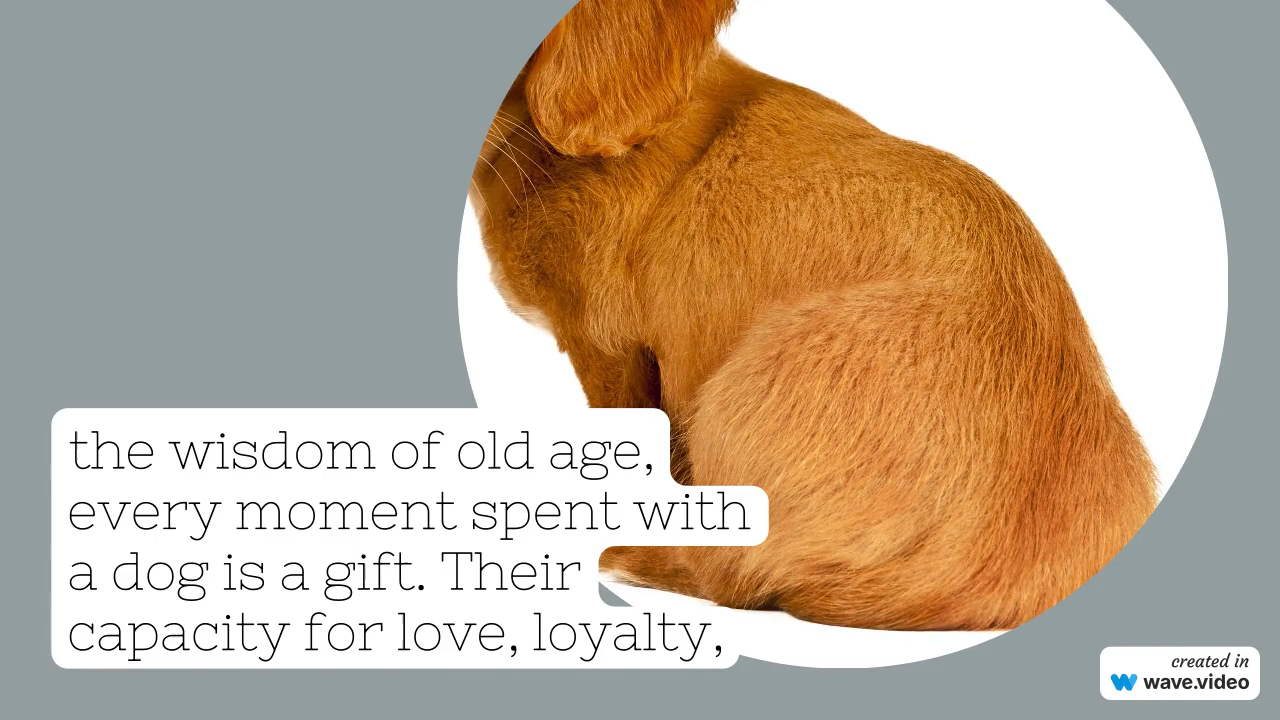 the wisdom of old age,
every moment spent with
a dog is a gift. Their
capacity for love, loyalty,
created in
wave.video